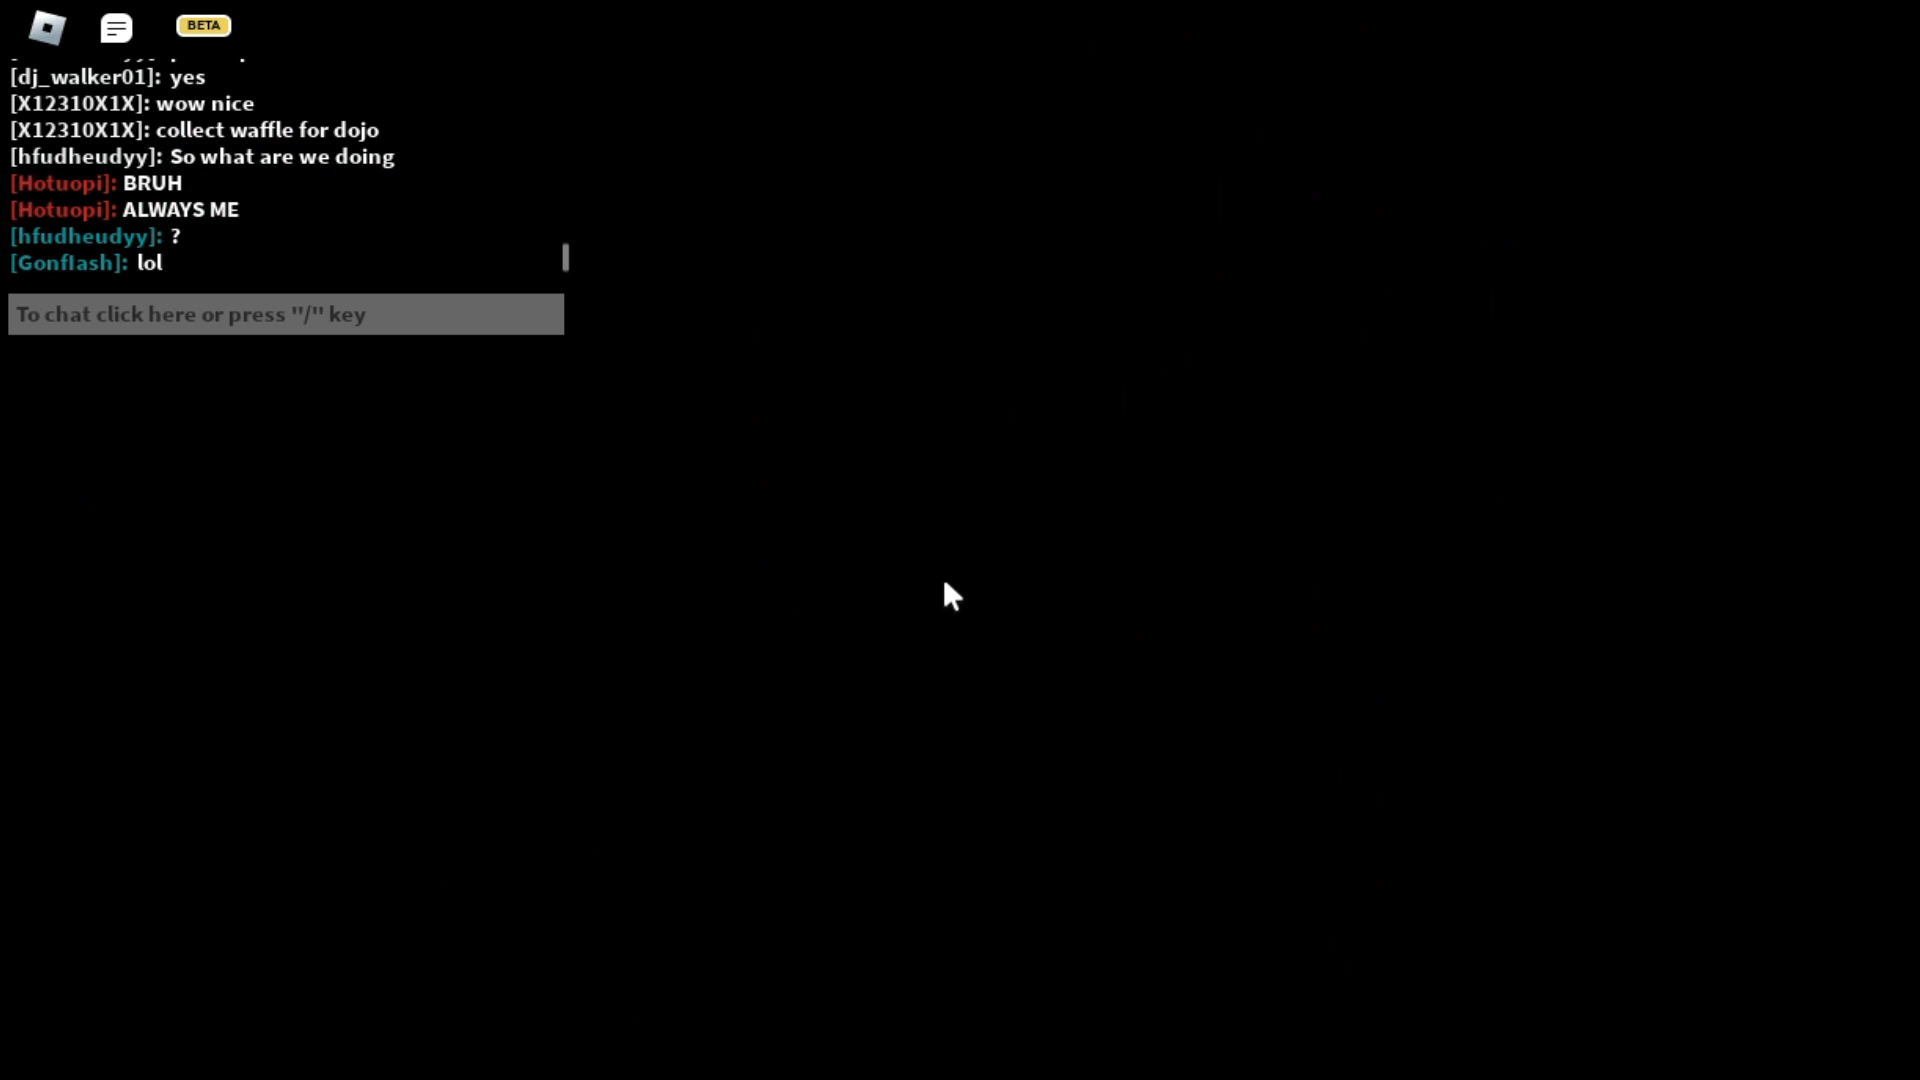 BETA
[dj_walker01]: yes
[X12310X1X]: wow nice
[X12310X1X]: collect waffle for dojo
[hfudheudyy]: So what are we doing
[Hotuopi]: BRUH
[Hotuopi]: ALWAYS ME
[hfudheudyy]: ?
[Gonflash]: lol
To chat click here or press "/" key